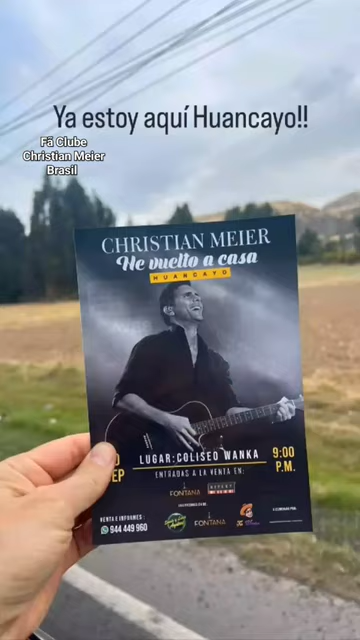 Ya estoy aquí Huancayo!!
Fã Clube
Christian Meier
Brasil
CHRISTIAN MEIER
He vuelto a casa
HUANCAYO
LUGAR: COLISEO WANKA
EP
9:00
P.M.
ENTRADAS A LA VENTA EN:
FONTANA
VENTA E INFORMES:
944 449 960
FONTANA